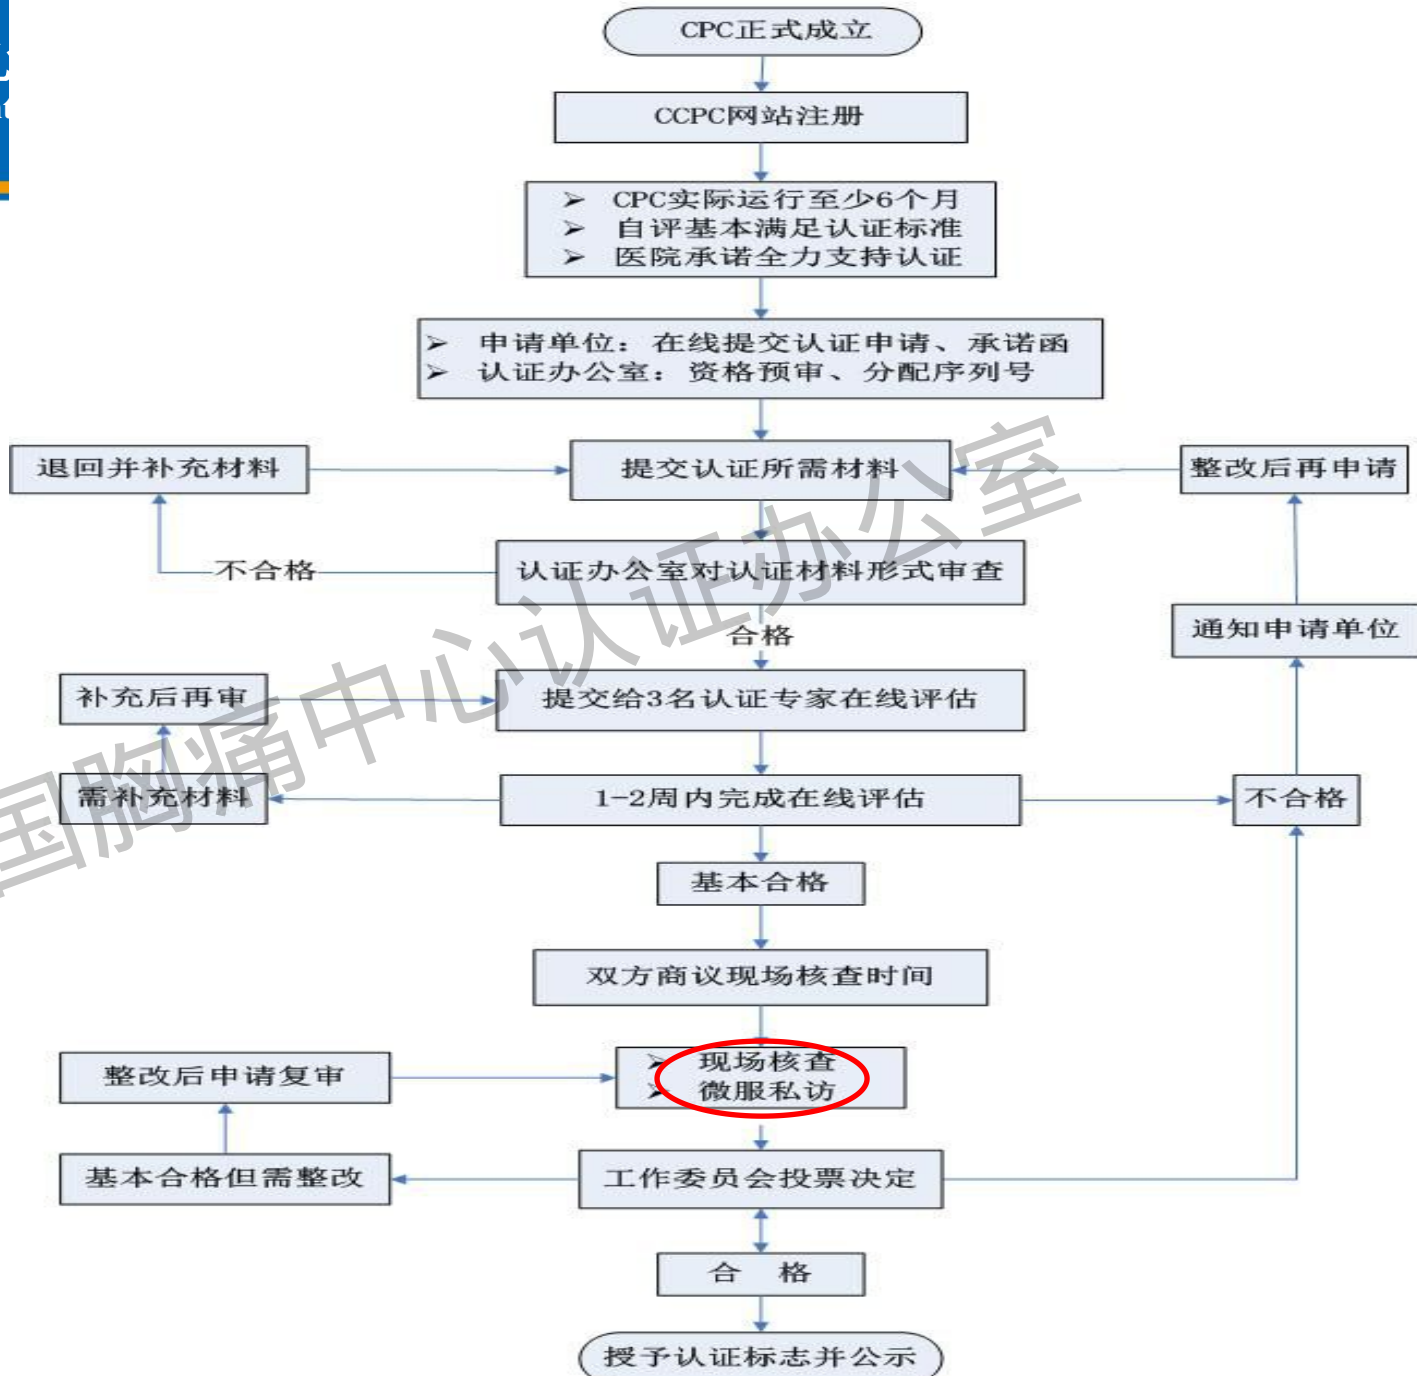 CPC正式成立
CCPC网站注册
➢ CPC实际运行至少6个月
➢ 自评基本满足认证标准
➢ 医院承诺全力支持认证
➢ 申请单位：在线提交认证申请、承诺函
➢ 认证办公室：资格预审、分配序列号
退回并补充材料
提交认证所需材料
整改后再申请
不合格
认证办公室对认证材料形式审查
合格
通知申请单位
补充后再审
提交给3名认证专家在线评估
需补充材料
1-2周内完成在线评估
不合格
基本合格
双方商议现场核查时间
整改后申请复审
➢ 现场核查
➢ 微服私访
基本合格但需整改
工作委员会投票决定
合 格
授予认证标志并公示
国胸痛中心认证办公室